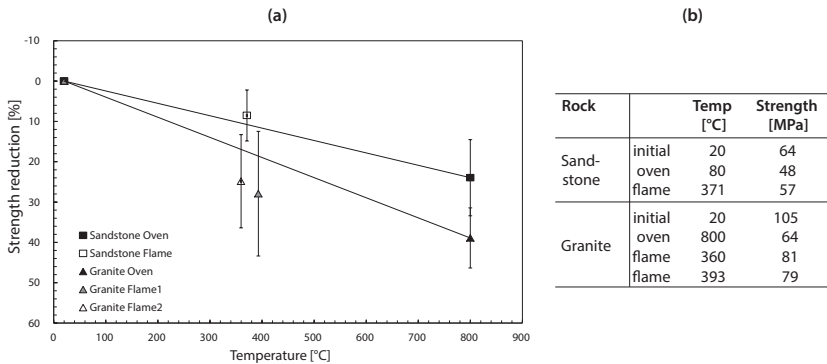 (a)
-10
0
10
20
30
40
50
60
Strength reduction [%]
Sandstone Oven
Sandstone Flame
Granite Oven
Granite Flame1
Granite Flame2
0 100 200 300 400 500 600 700 800 900
Temperature [°C]
(b)
Rock Temp Strength
[°C] [MPa]
Sand-
stone
initial 20 64
oven 80 48
flame 371 57
Granite
initial 20 105
oven 800 64
flame 360 81
flame 393 79